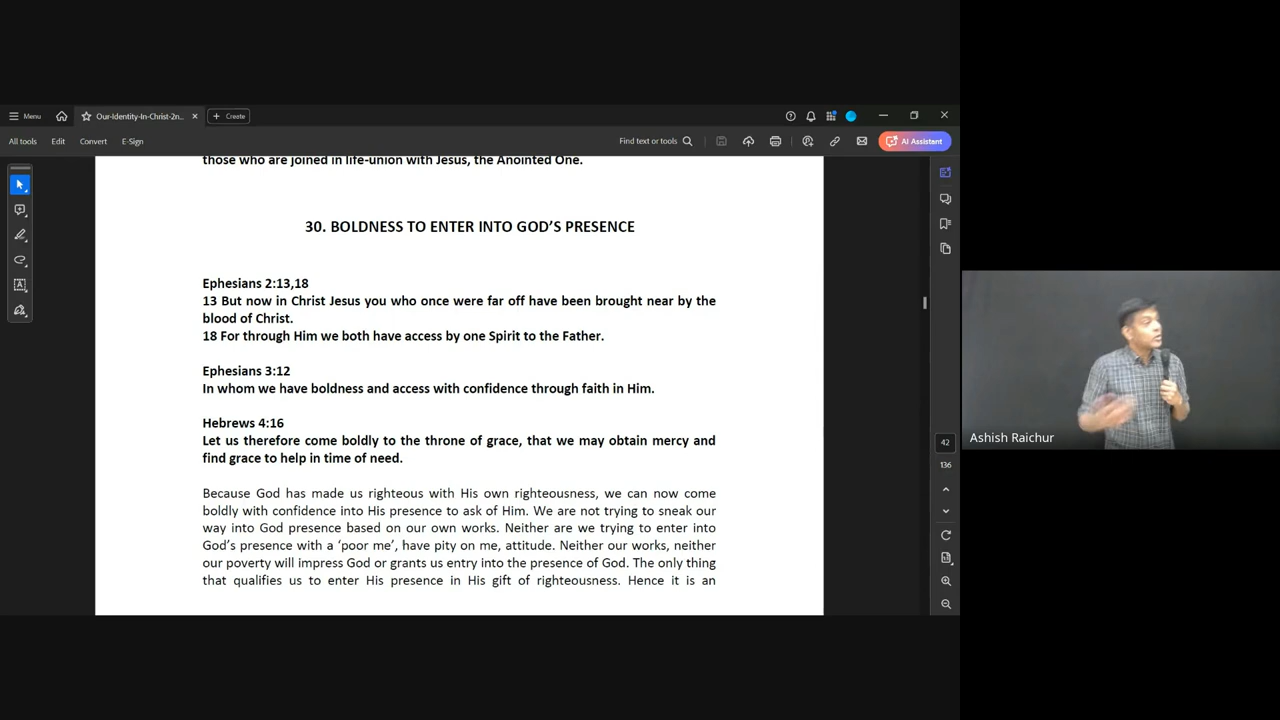 Menu
Our-Identity-In-Christ-2n...
Create
All tools
Edit
Convert
E-Sign
Find text or tools
AI Assistant
those who are joined in life-union with Jesus, the Anointed One.
30. BOLDNESS TO ENTER INTO GOD'S PRESENCE
Ephesians 2:13,18
13 But now in Christ Jesus you who once were far off have been brought near by the
blood of Christ.
18 For through Him we both have access by one Spirit to the Father.
Ephesians 3:12
In whom we have boldness and access with confidence through faith in Him.
Hebrews 4:16
Let us therefore come boldly to the throne of grace, that we may obtain mercy and
find grace to help in time of need.
Because God has made us righteous with His own righteousness, we can now come
boldly with confidence into His presence to ask of Him. We are not trying to sneak our
way into God presence based on our own works. Neither are we trying to enter into
God's presence with a 'poor me', have pity on me, attitude. Neither our works, neither
our poverty will impress God or grants us entry into the presence of God. The only thing
that qualifies us to enter His presence in His gift of righteousness. Hence it is an
42
136
Ashish Raichur